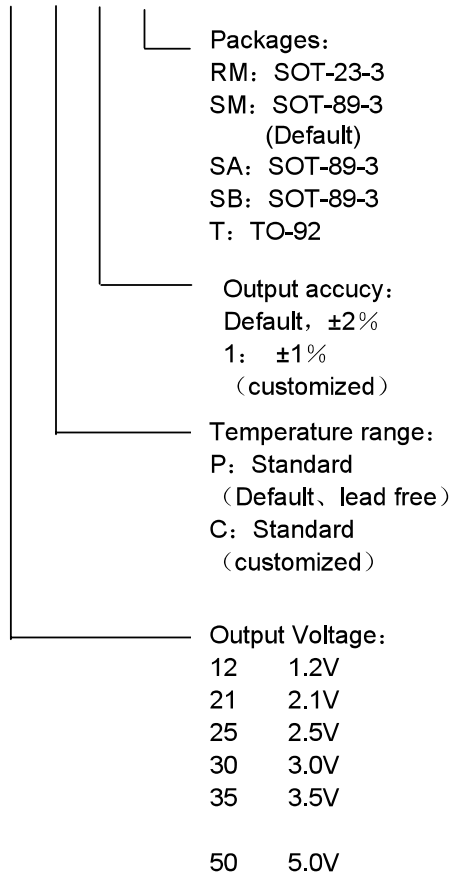 Packages：
RM：SOT-23-3
SM：SOT-89-3
(Default)
SA：SOT-89-3
SB：SOT-89-3
T：TO-92
Output accucy：
Default，±2％
1： ±1％
（customized）
Temperature range：
P：Standard
（Default、lead free）
C：Standard
（customized）
Output Voltage：
12 1.2V
21 2.1V
25 2.5V
30 3.0V
35 3.5V
50 5.0V